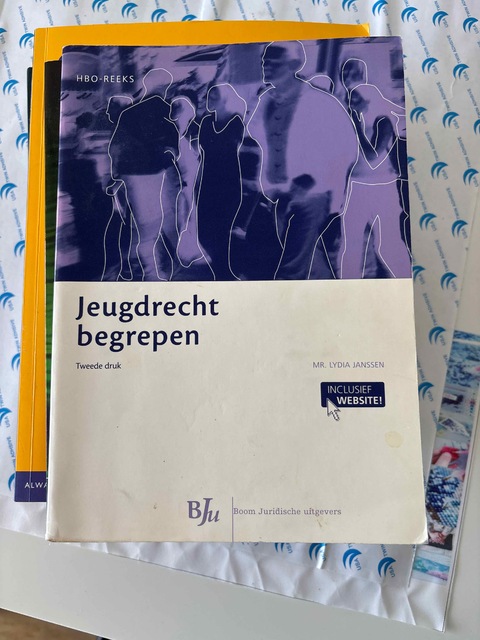 HBO-REEKS
Jeugdrecht
begrepen
Tweede druk
MR. LYDIA JANSSEN
INCLUSIEF
WEBSITE!
BJu
Boom Juridische uitgevers